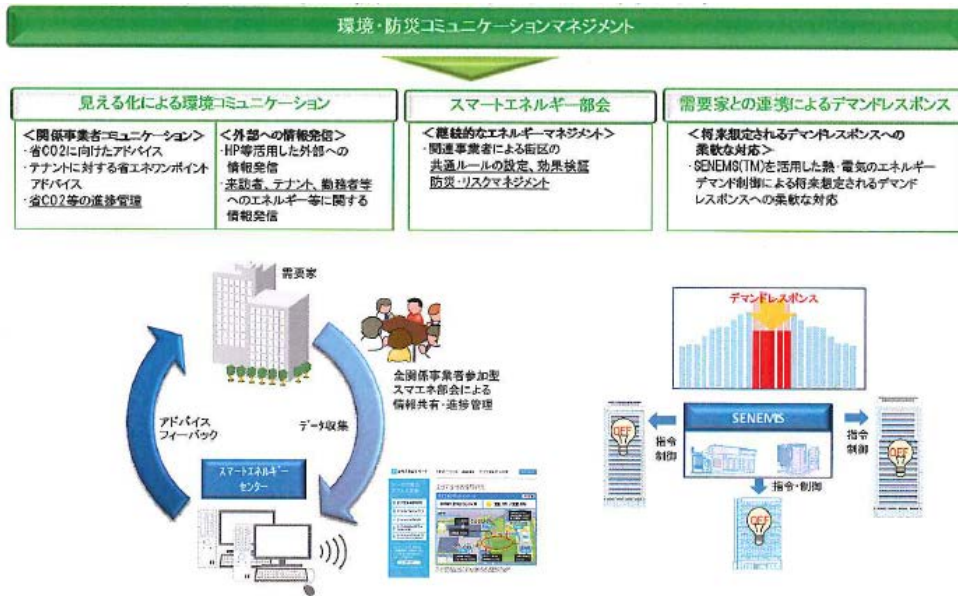 環境・防災コミュニケーションマネジメント
見える化による環境コミュニケーション
＜関係事業者コミュニケーション＞
・省CO2に向けたアドバイス
・テナントに対する省エネワンポイント
アドバイス
・省CO2等の進捗管理
＜外部への情報発信＞
・HP等活用した外部への
情報発信
・来訪者、テナント、勤務者等
へのエネルギー等に関する
情報発信
スマートエネルギー部会
＜継続的なエネルギーマネジメント＞
・関連事業者による街区の
共通ルールの設定、効果検証
防災・リスクマネジメント
需要家との連携によるデマンドレスポンス
＜将来想定されるデマンドレスポンスへの
柔軟な対応＞
・SENEMS(TM)を活用した熱・電気のエネルギー
デマンド制御による将来想定されるデマンド
レスポンスへの柔軟な対応
需要家
アドバイス
フィーバック
データ収集
スマートエネルギー
センター
全関係事業者参加型
スマエネ部会による
情報共有・進捗管理
デマンドレスポンス
SENEMS
指令
制御
指令
制御
指令・制御
OFF
OFF
OFF